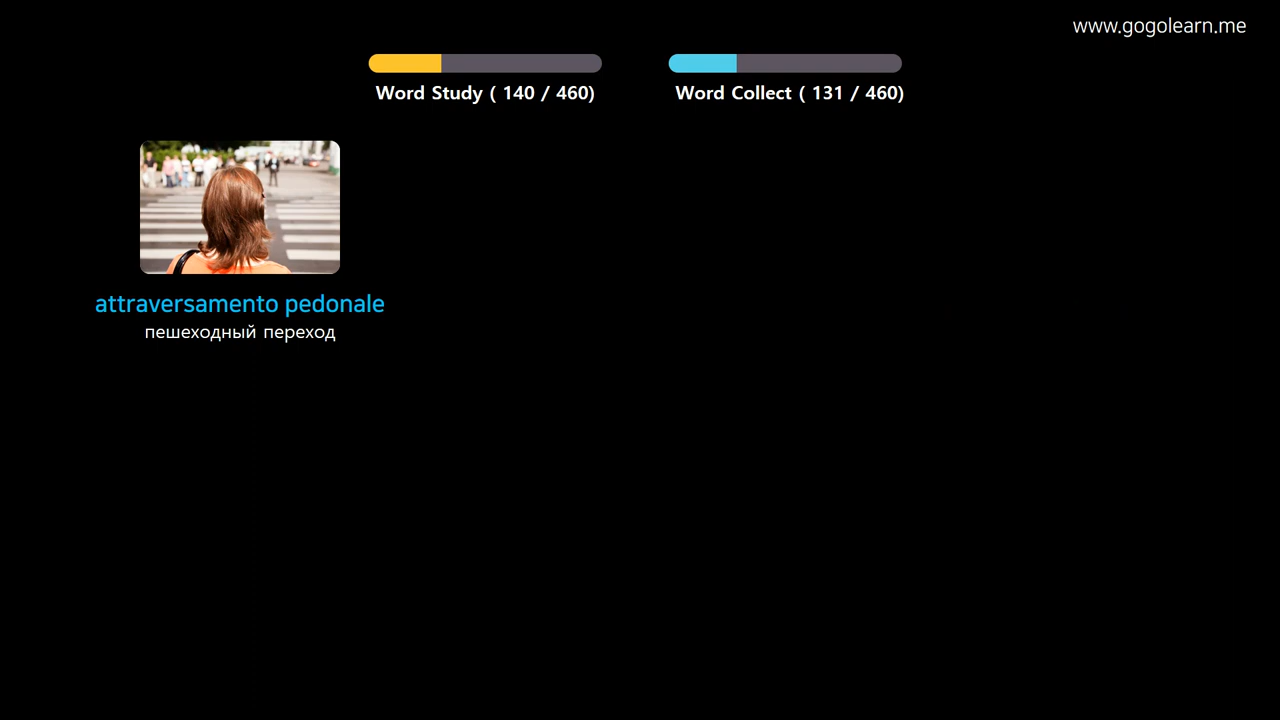 www.gogolearn.me
Word Study ( 140 / 460)
Word Collect ( 131 / 460)
attraversamento pedonale
пешеходный переход